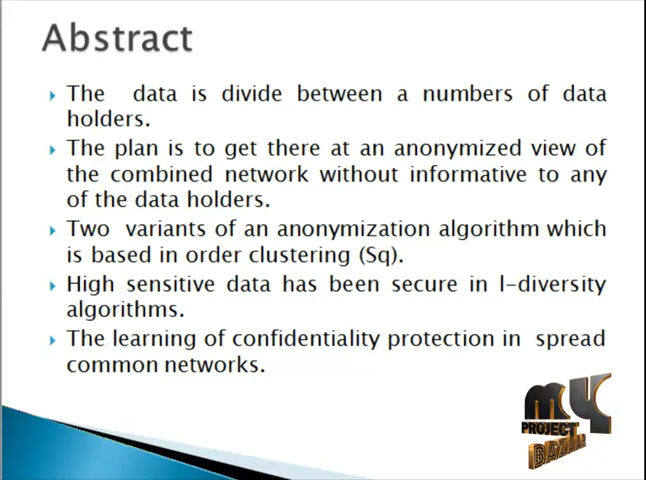 Abstract
The data is divide between a numbers of data
holders.
The plan is to get there at an anonymized view of
the combined network without informative to any
of the data holders.
Two variants of an anonymization algorithm which
is based in order clustering (Sq).
High sensitive data has been secure in l-diversity
algorithms.
The learning of confidentiality protection in spread
common networks.
MY
PROJECT
BAZAAR